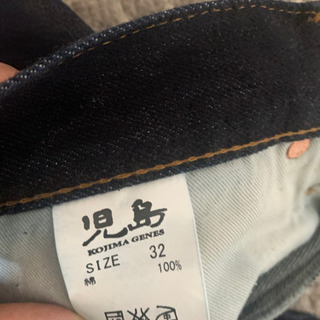 児島
KOJIMA GENES
SIZE 32
綿 100%